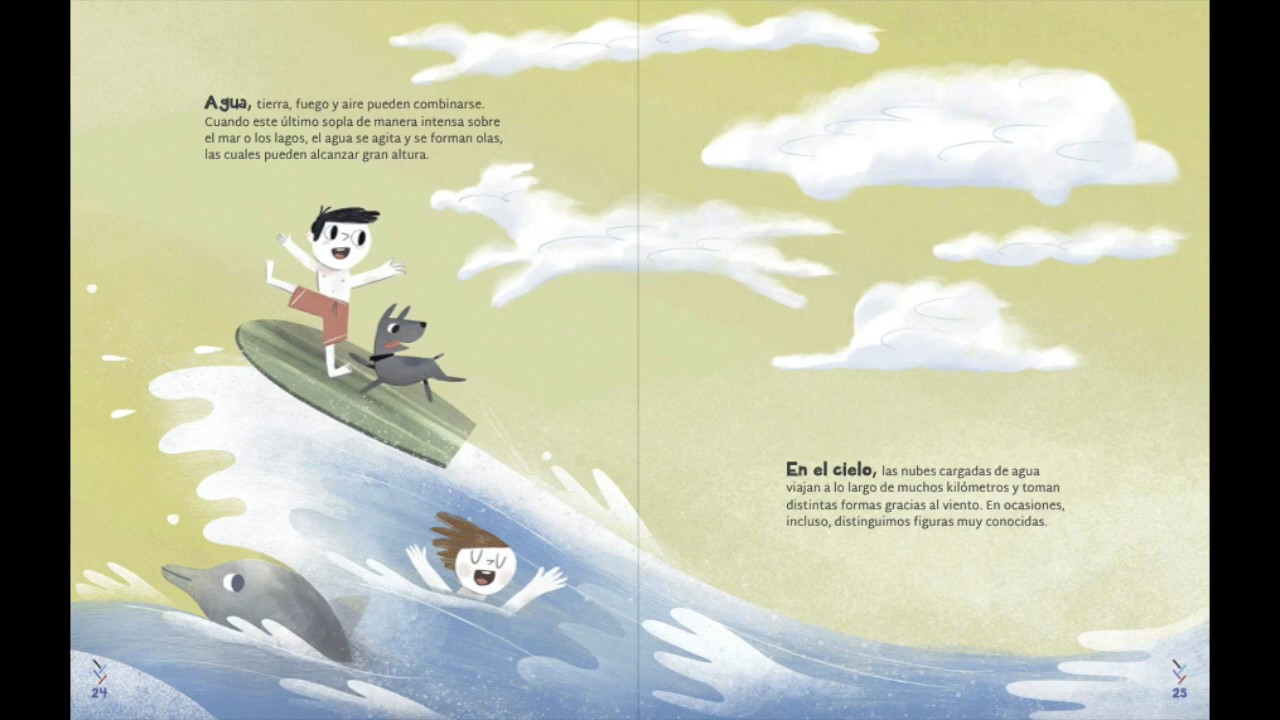 Agua, tierra, fuego y aire pueden combinarse.
Cuando este último sopla de manera intensa sobre
el mar o los lagos, el agua se agita y se forman olas,
las cuales pueden alcanzar gran altura.
En el cielo, las nubes cargadas de agua
viajan a lo largo de muchos kilómetros y toman
distintas formas gracias al viento. En ocasiones,
incluso, distinguimos figuras muy conocidas.
24
25